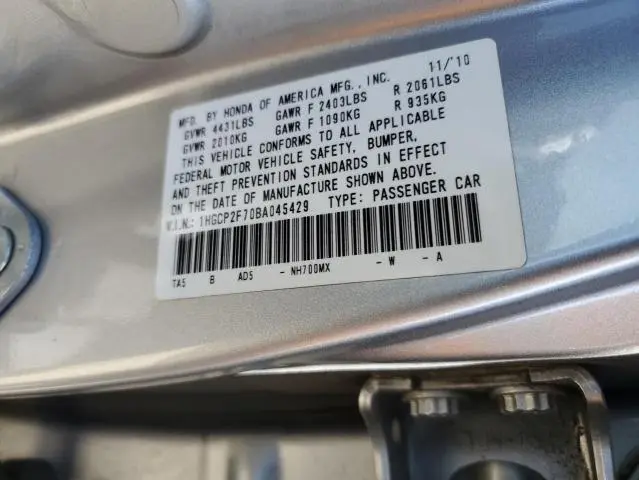 MFD. BY HONDA OF AMERICA MFG., INC. 11/'10
GVWR 4431LBS GAWR F 2403LBS R 2061LBS
GVWR 2010KG GAWR F 1090KG R 935KG
THIS VEHICLE CONFORMS TO ALL APPLICABLE
FEDERAL MOTOR VEHICLE SAFETY, BUMPER,
AND THEFT PREVENTION STANDARDS IN EFFECT
ON THE DATE OF MANUFACTURE SHOWN ABOVE.
V.I.N.: 1HGCP2F70BA045429 TYPE: PASSENGER CAR
TA5 B AD5 - NH700MX - W - A